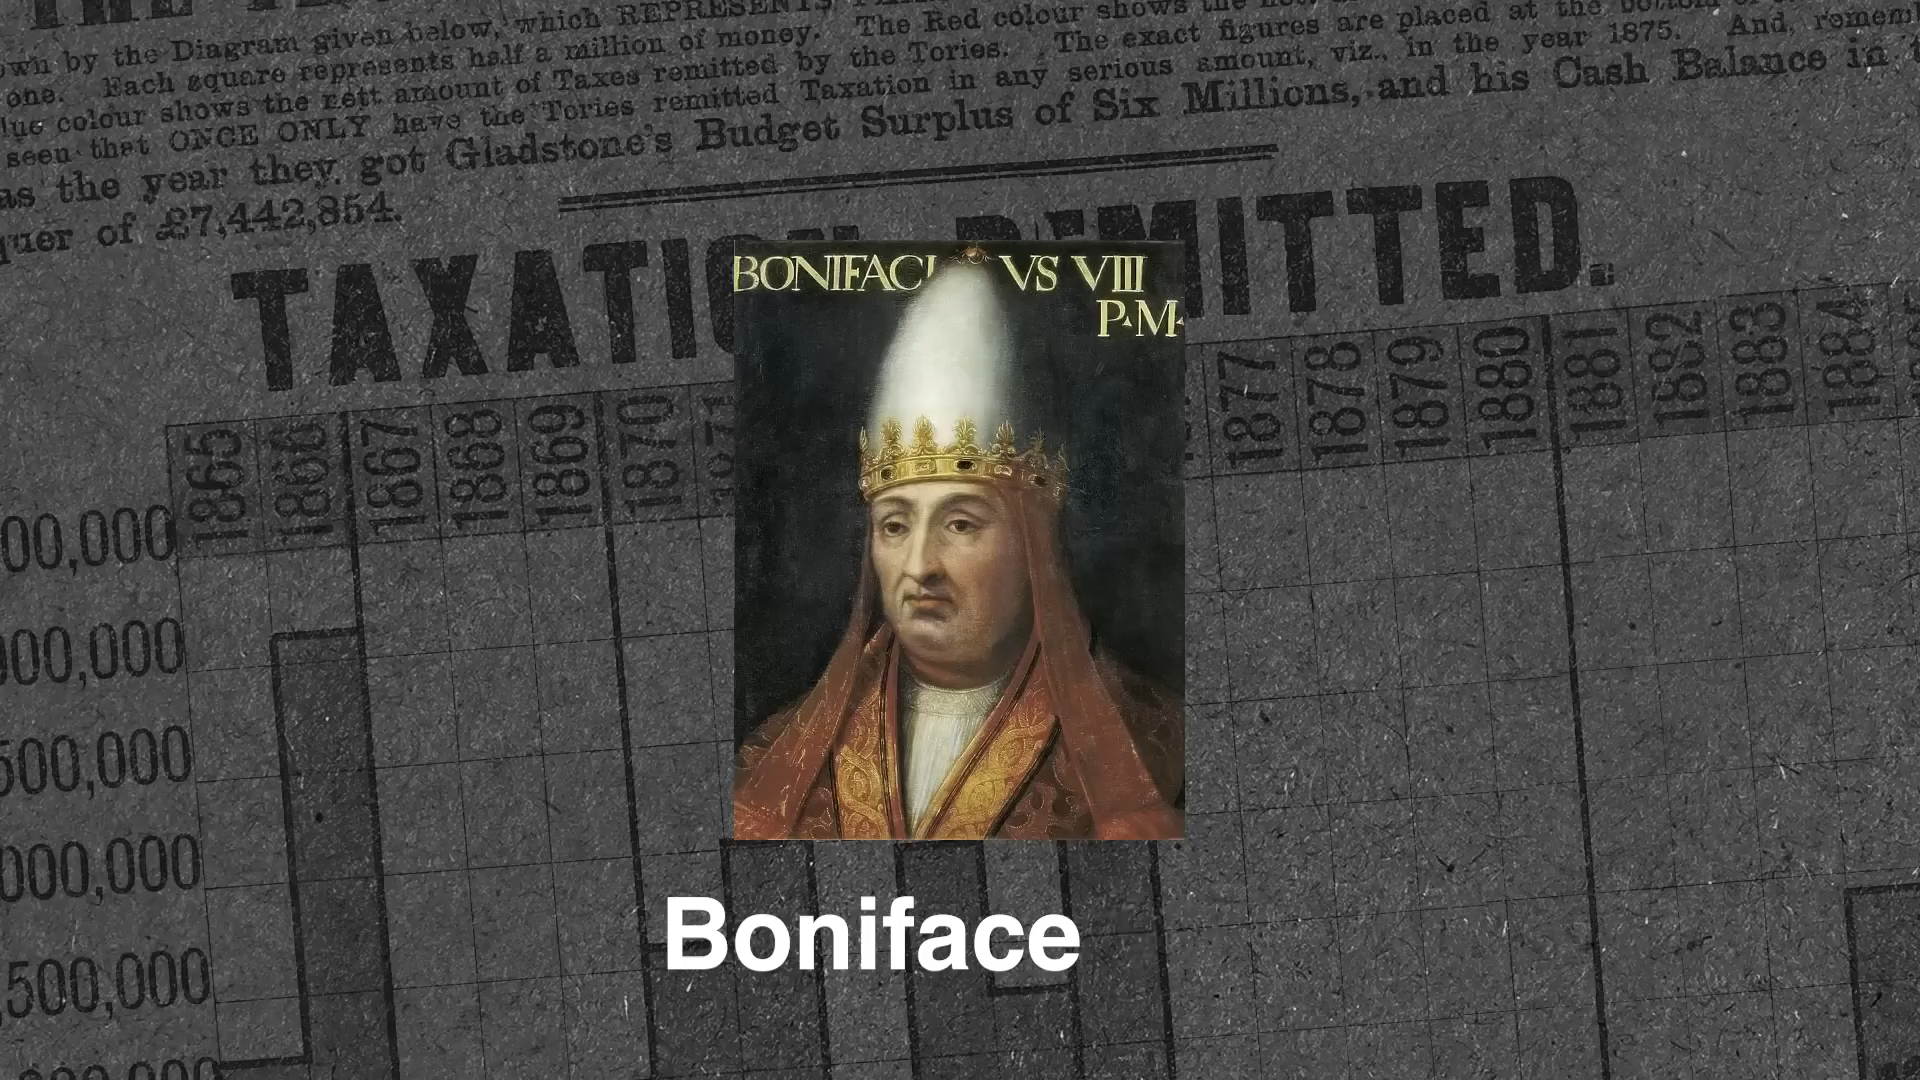 which REPRESENTS
own by the Diagram given below, The Red colour shows the
one. Each square represents half a million of money. The exact figures are placed at the bottom
lue colour shows the nett amount of Taxes remitted by the Tories. And, remem
seen that ONCE ONLY have the Tories remitted Taxation in any serious amount, viz., in the year 1875.
as the year they got Gladstone's Budget Surplus of Six Millions, and his Cash Balance in
quer of £7,442,854.
TAXATION REMITTED.
BONIFACI VS VIII
P·M·
1865 1866 1867 1868 1869 1870 1877 1878 1879 1880 1881 1882 1883 1884
00,000
000,000
500,000
000,000
,500,000
Boniface